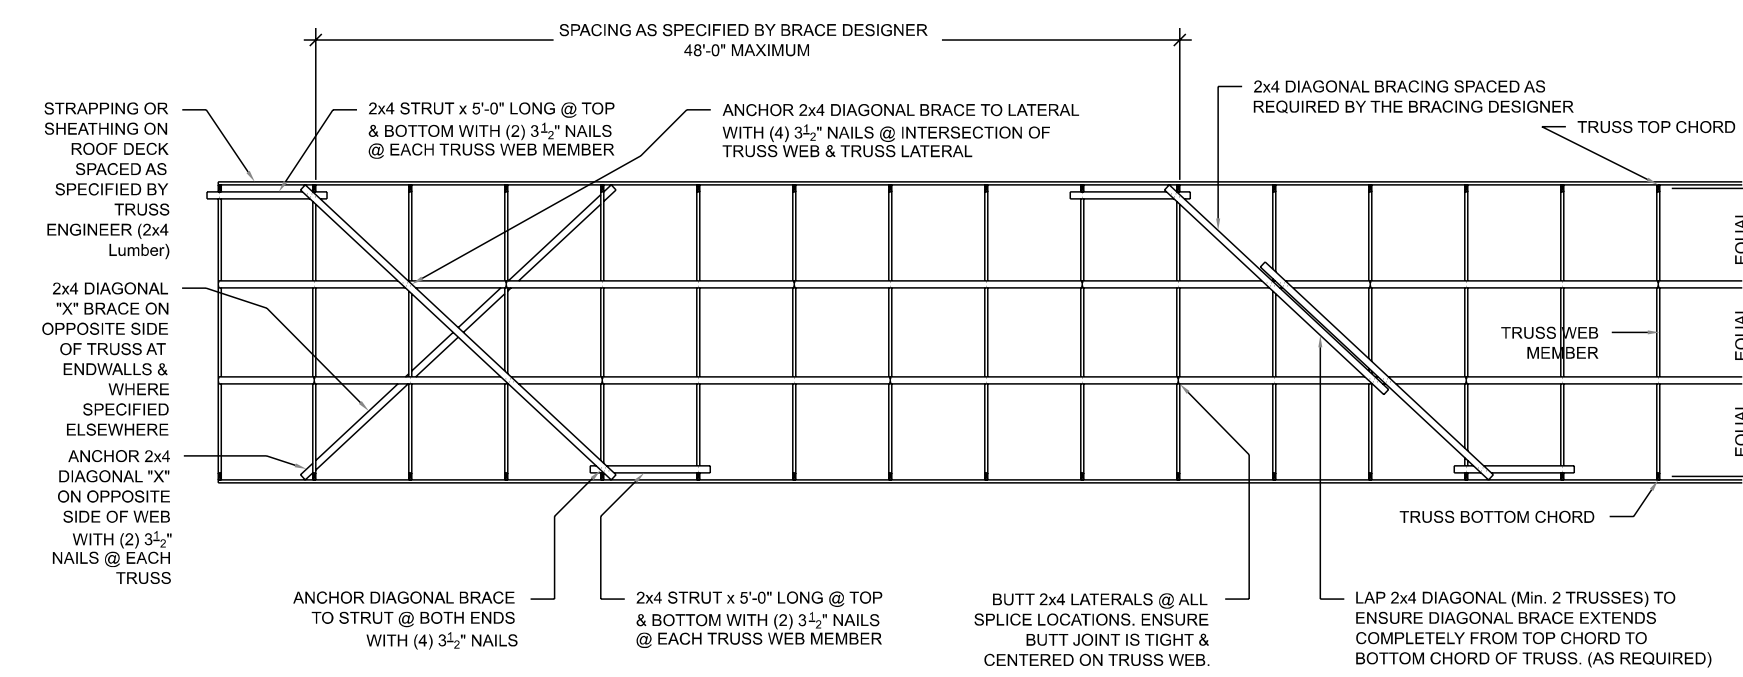 SPACING AS SPECIFIED BY BRACE DESIGNER
48'-0" MAXIMUM
STRAPPING OR
SHEATHING ON
ROOF DECK
SPACED AS
SPECIFIED BY
TRUSS
ENGINEER (2x4
Lumber)
2x4 STRUT x 5'-0" LONG @ TOP
& BOTTOM WITH (2) 3½" NAILS
@ EACH TRUSS WEB MEMBER
ANCHOR 2x4 DIAGONAL BRACE TO LATERAL
WITH (4) 3½" NAILS @ INTERSECTION OF
TRUSS WEB & TRUSS LATERAL
2x4 DIAGONAL BRACING SPACED AS
REQUIRED BY THE BRACING DESIGNER
TRUSS TOP CHORD
EQUAL
EQUAL
EQUAL
2x4 DIAGONAL
"X" BRACE ON
OPPOSITE SIDE
OF TRUSS AT
ENDWALLS &
WHERE
SPECIFIED
ELSEWHERE
TRUSS WEB
MEMBER
ANCHOR 2x4
DIAGONAL "X"
ON OPPOSITE
SIDE OF WEB
WITH (2) 3½"
NAILS @ EACH
TRUSS
TRUSS BOTTOM CHORD
ANCHOR DIAGONAL BRACE
TO STRUT @ BOTH ENDS
WITH (4) 3½" NAILS
2x4 STRUT x 5'-0" LONG @ TOP
& BOTTOM WITH (2) 3½" NAILS
@ EACH TRUSS WEB MEMBER
BUTT 2x4 LATERALS @ ALL
SPLICE LOCATIONS. ENSURE
BUTT JOINT IS TIGHT &
CENTERED ON TRUSS WEB.
LAP 2x4 DIAGONAL (Min. 2 TRUSSES) TO
ENSURE DIAGONAL BRACE EXTENDS
COMPLETELY FROM TOP CHORD TO
BOTTOM CHORD OF TRUSS. (AS REQUIRED)